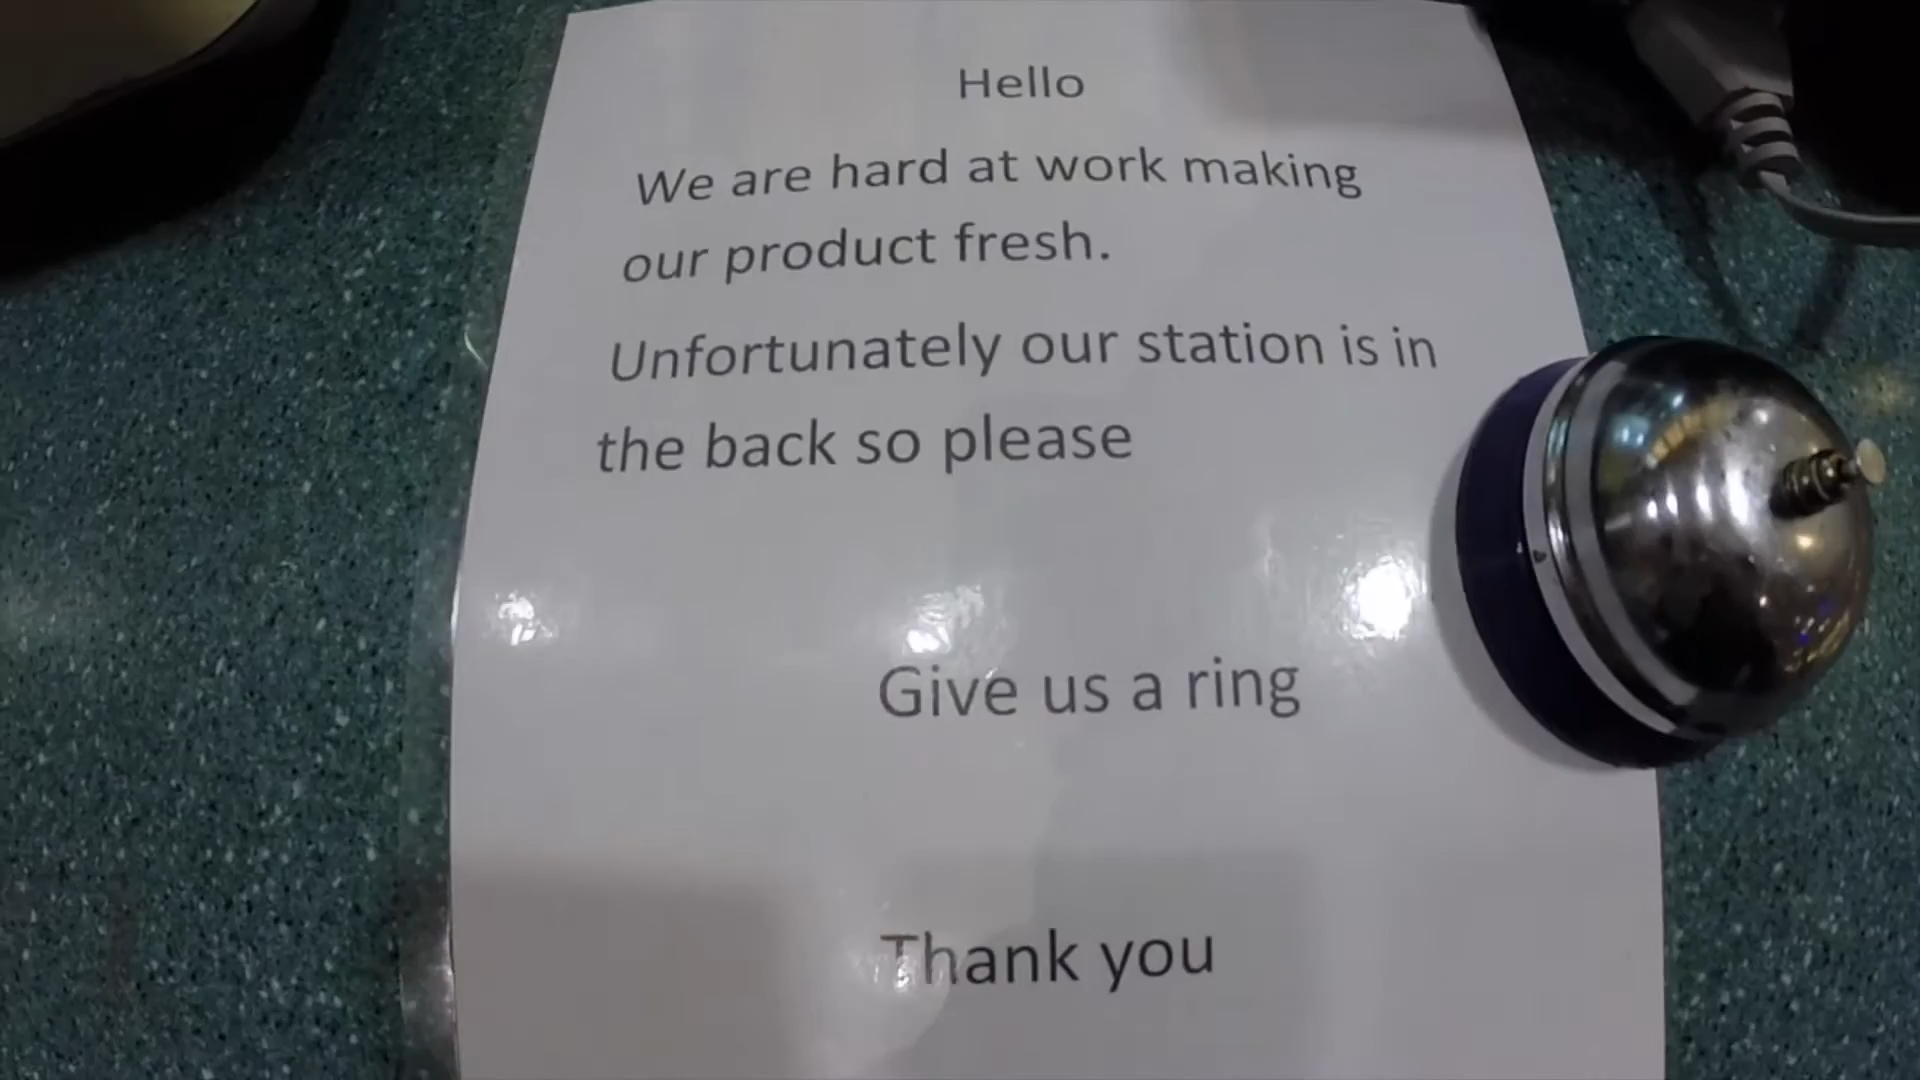 Hello
We are hard at work making
our product fresh.
Unfortunately our station is in
the back so please
Give us a ring
Thank you